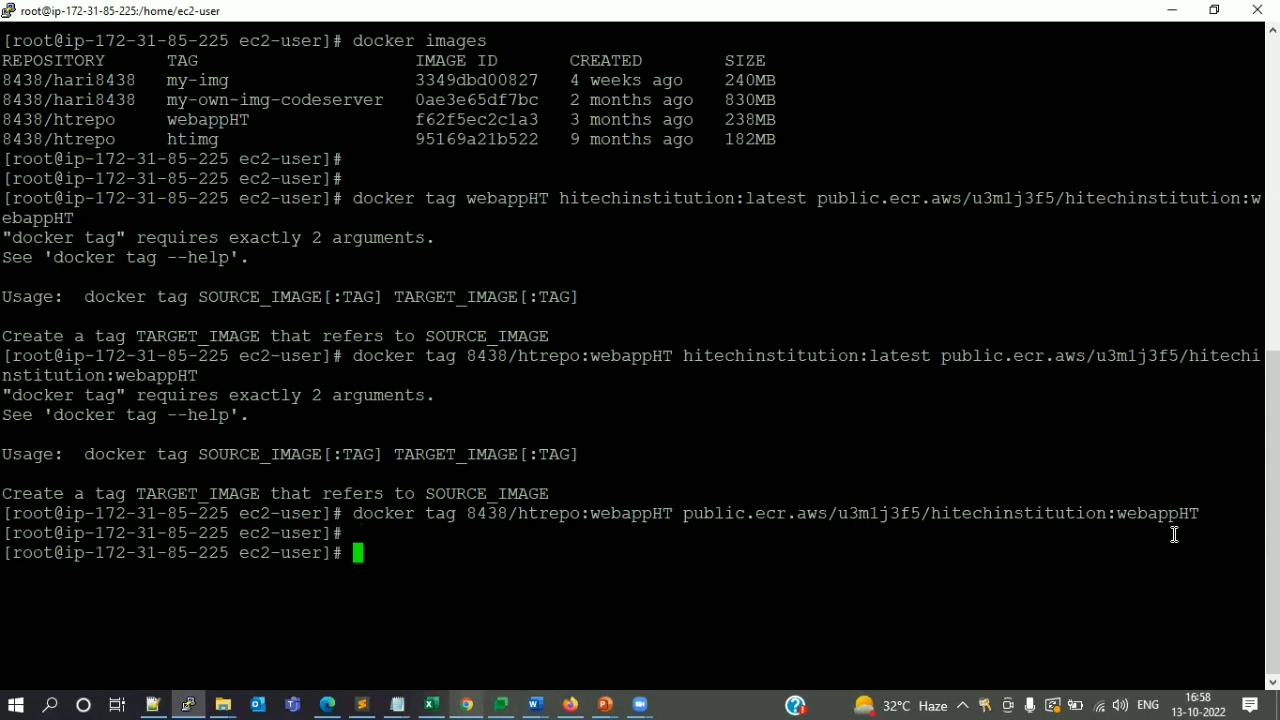 root@ip-172-31-85-225:/home/ec2-user
[root@ip-172-31-85-225 ec2-user]# docker images
REPOSITORY TAG IMAGE ID CREATED SIZE
8438/hari8438 my-img 3349dbd00827 4 weeks ago 240MB
8438/hari8438 my-own-img-codeserver 0ae3e65df7bc 2 months ago 830MB
8438/htrepo webappHT f62f5ec2c1a3 3 months ago 238MB
8438/htrepo htimg 95169a21b522 9 months ago 182MB
[root@ip-172-31-85-225 ec2-user]#
[root@ip-172-31-85-225 ec2-user]#
[root@ip-172-31-85-225 ec2-user]# docker tag webappHT hitechinstitution:latest public.ecr.aws/u3m1j3f5/hitechinstitution:w
ebappHT
"docker tag" requires exactly 2 arguments.
See 'docker tag --help'.
Usage: docker tag SOURCE_IMAGE[:TAG] TARGET_IMAGE[:TAG]
Create a tag TARGET_IMAGE that refers to SOURCE_IMAGE
[root@ip-172-31-85-225 ec2-user]# docker tag 8438/htrepo:webappHT hitechinstitution:latest public.ecr.aws/u3m1j3f5/hitechi
nstitution:webappHT
"docker tag" requires exactly 2 arguments.
See 'docker tag --help'.
Usage: docker tag SOURCE_IMAGE[:TAG] TARGET_IMAGE[:TAG]
Create a tag TARGET_IMAGE that refers to SOURCE_IMAGE
[root@ip-172-31-85-225 ec2-user]# docker tag 8438/htrepo:webappHT public.ecr.aws/u3m1j3f5/hitechinstitution:webappHT
[root@ip-172-31-85-225 ec2-user]#
[root@ip-172-31-85-225 ec2-user]#
32°C Haze ENG 16:58
13-10-2022